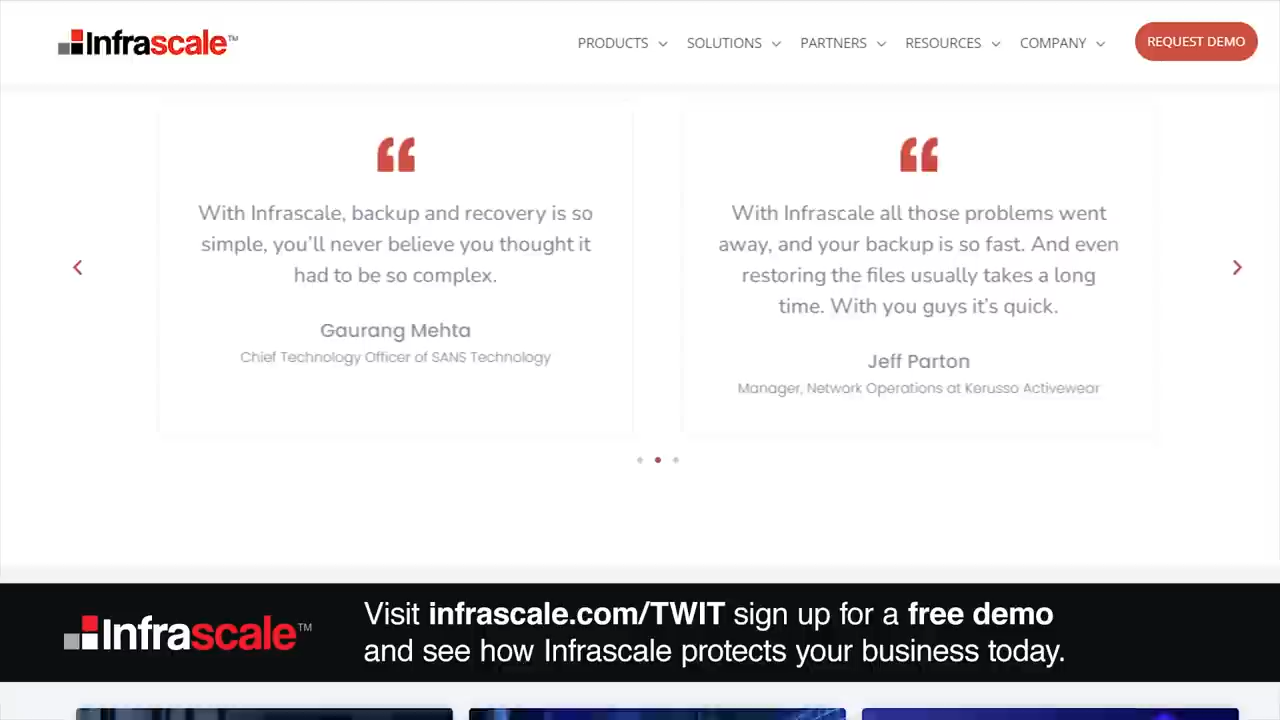 Infrascale™
PRODUCTS SOLUTIONS PARTNERS RESOURCES COMPANY REQUEST DEMO
“
With Infrascale, backup and recovery is so
simple, you’ll never believe you thought it
had to be so complex.
Gaurang Mehta
Chief Technology Officer of SANS Technology
“
With Infrascale all those problems went
away, and your backup is so fast. And even
restoring the files usually takes a long
time. With you guys it’s quick.
Jeff Parton
Manager, Network Operations at Kerusso Activewear
Infrascale™
Visit infrascale.com/TWIT sign up for a free demo
and see how Infrascale protects your business today.